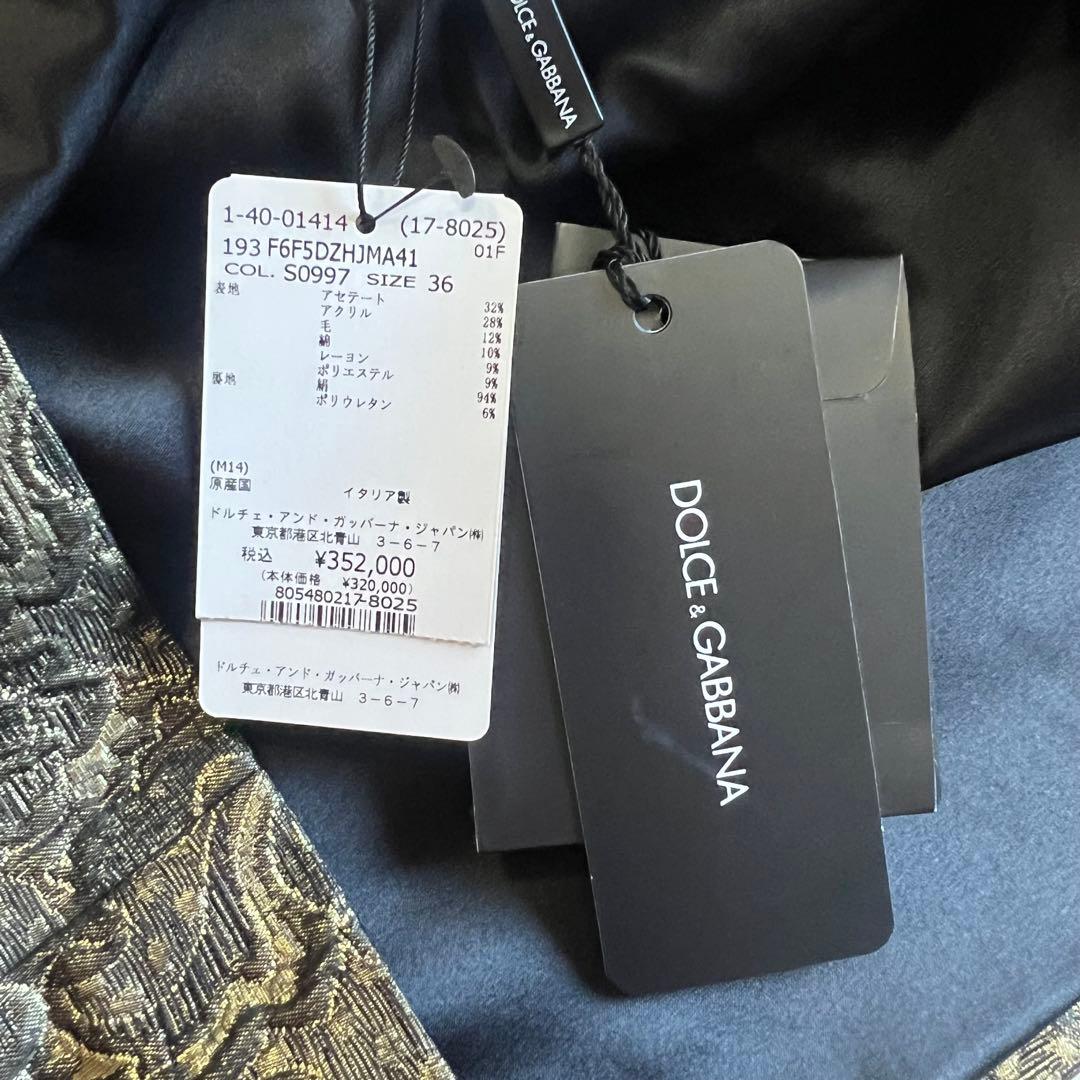 DOLCE & GABBANA
1-40-01414 (17-8025)
193 F6F5DZHJMA41 01F
COL. S0997 SIZE 36
表地 アセテート 32%
アクリル 28%
毛 12%
綿 10%
レーヨン 9%
ポリエステル 9%
裏地 絹 94%
ポリウレタン 6%
(M14)
原産国 イタリア製
ドルチェ・アンド・ガッバーナ・ジャパン㈱
東京都港区北青山 3-6-7
税込 ¥352,000
(本体価格 ¥320,000)
805480217-8025
ドルチェ・アンド・ガッバーナ・ジャパン㈱
東京都港区北青山 3-6-7
DOLCE & GABBANA